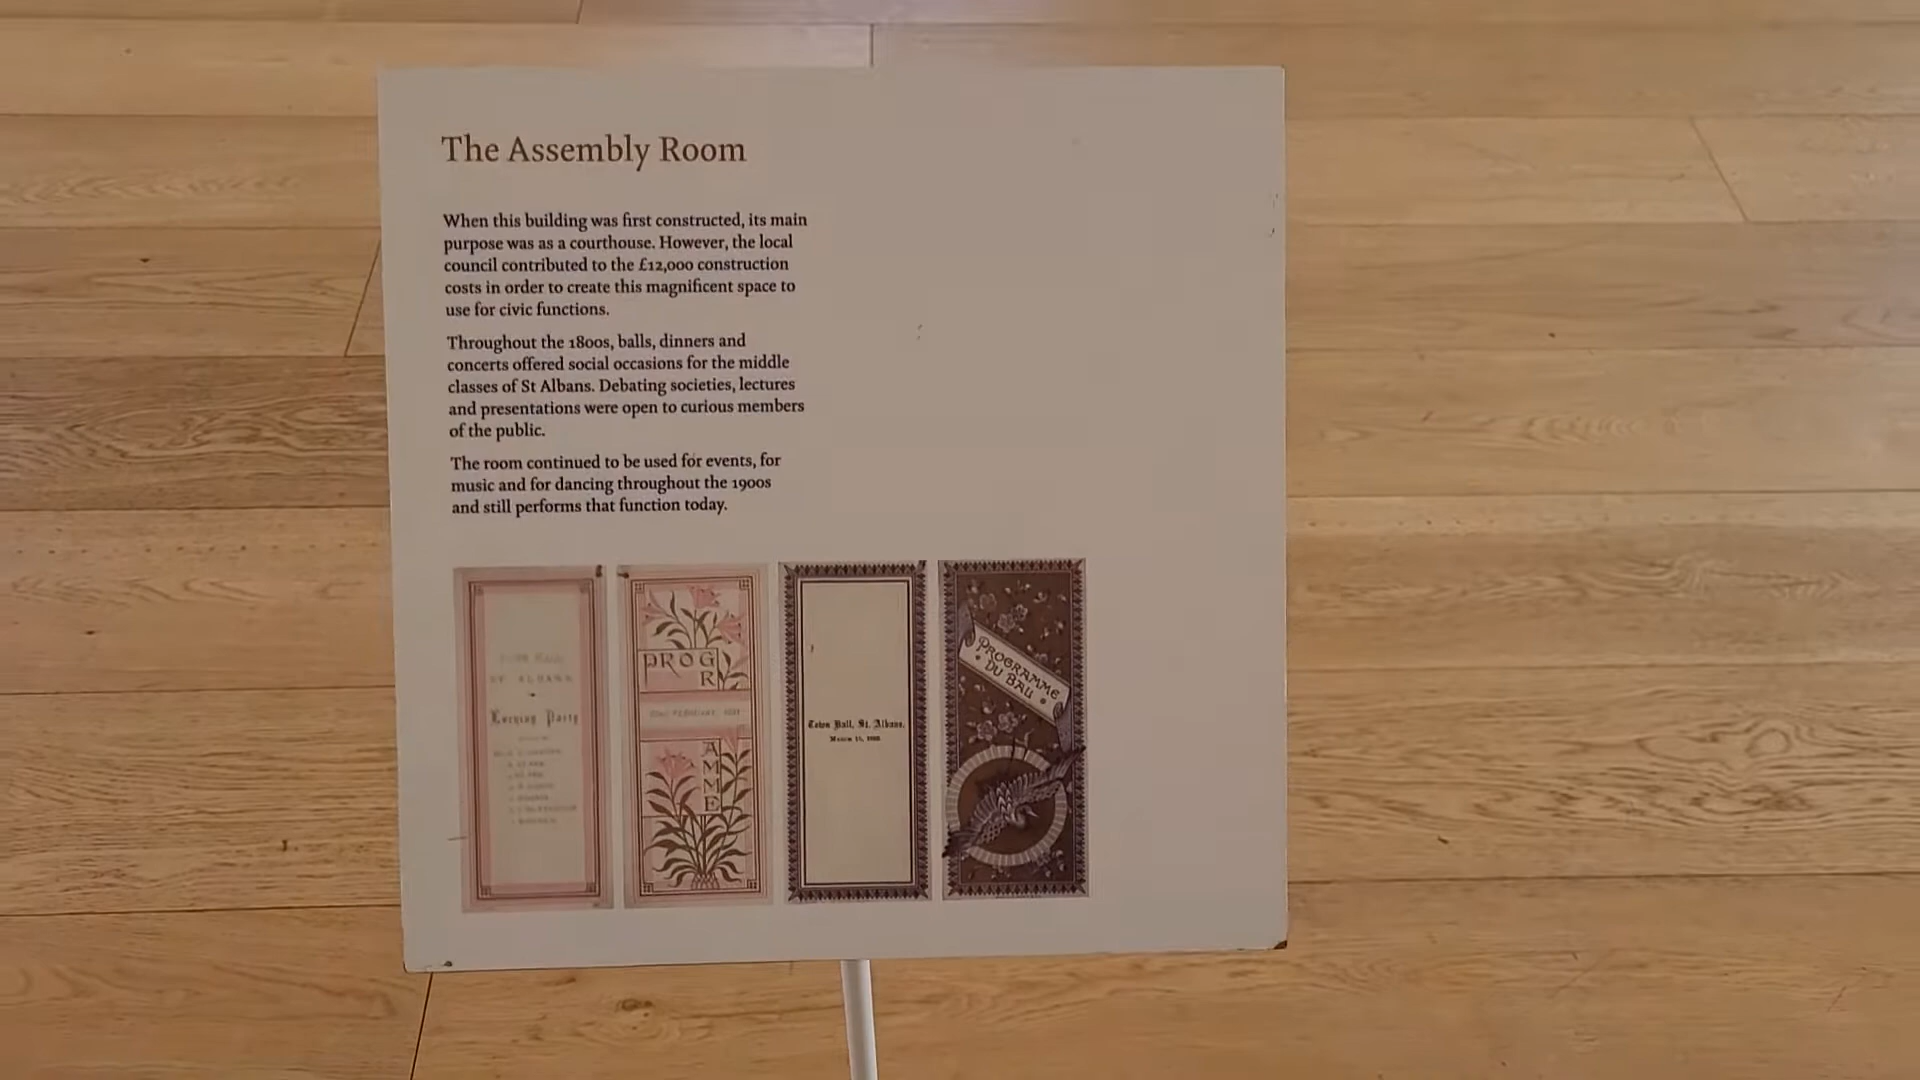 The Assembly Room
When this building was first constructed, its main
purpose was as a courthouse. However, the local
council contributed to the £12,000 construction
costs in order to create this magnificent space to
use for civic functions.
Throughout the 1800s, balls, dinners and
concerts offered social occasions for the middle
classes of St Albans. Debating societies, lectures
and presentations were open to curious members
of the public.
The room continued to be used for events, for
music and for dancing throughout the 1900s
and still performs that function today.
ST. ALBANS
Evening Party
PROG
R
AMME
Town Hall, St. Albans.
March 15,
PROGRAMME
DU BAL